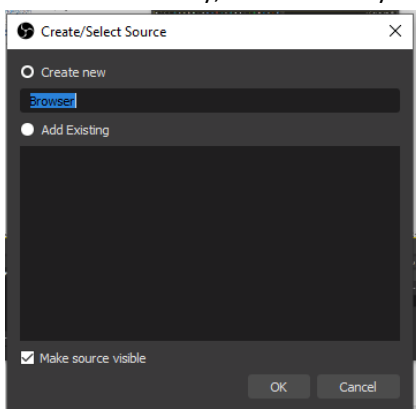 Create/Select Source
Create new
Browser
Add Existing
Make source visible
OK
Cancel